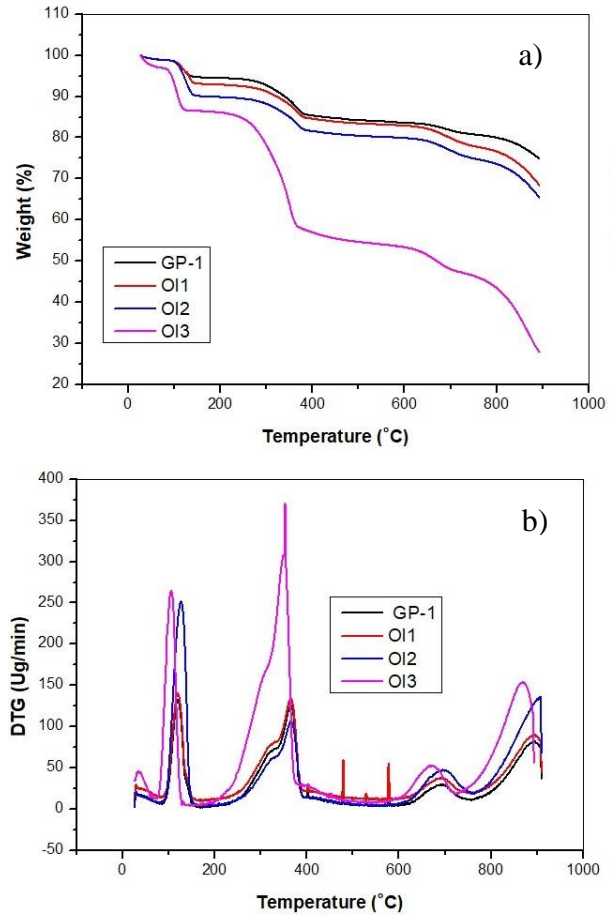 110
a)
100
90
80
70
60
50
40
30
20
Weight (%)
GP-1
OI1
OI2
OI3
0 200 400 600 800 1000
Temperature (°C)
400
b)
350
300
250
200
150
100
50
0
-50
DTG (Ug/min)
GP-1
OI1
OI2
OI3
0 200 400 600 800 1000
Temperature (°C)